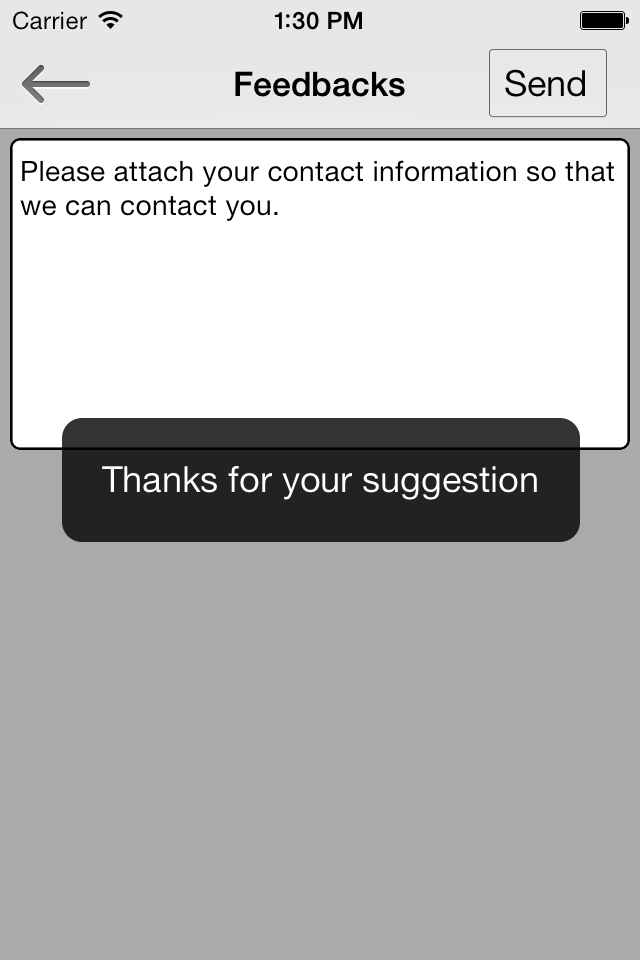 Carrier 1:30 PM
Feedbacks Send
Please attach your contact information so that
we can contact you.
Thanks for your suggestion